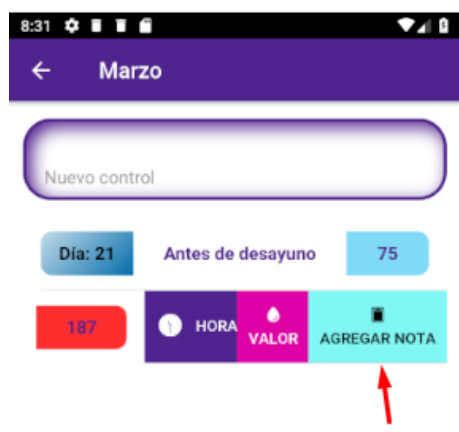 8:31
Marzo
Nuevo control
Día: 21 Antes de desayuno 75
187 HORA VALOR AGREGAR NOTA